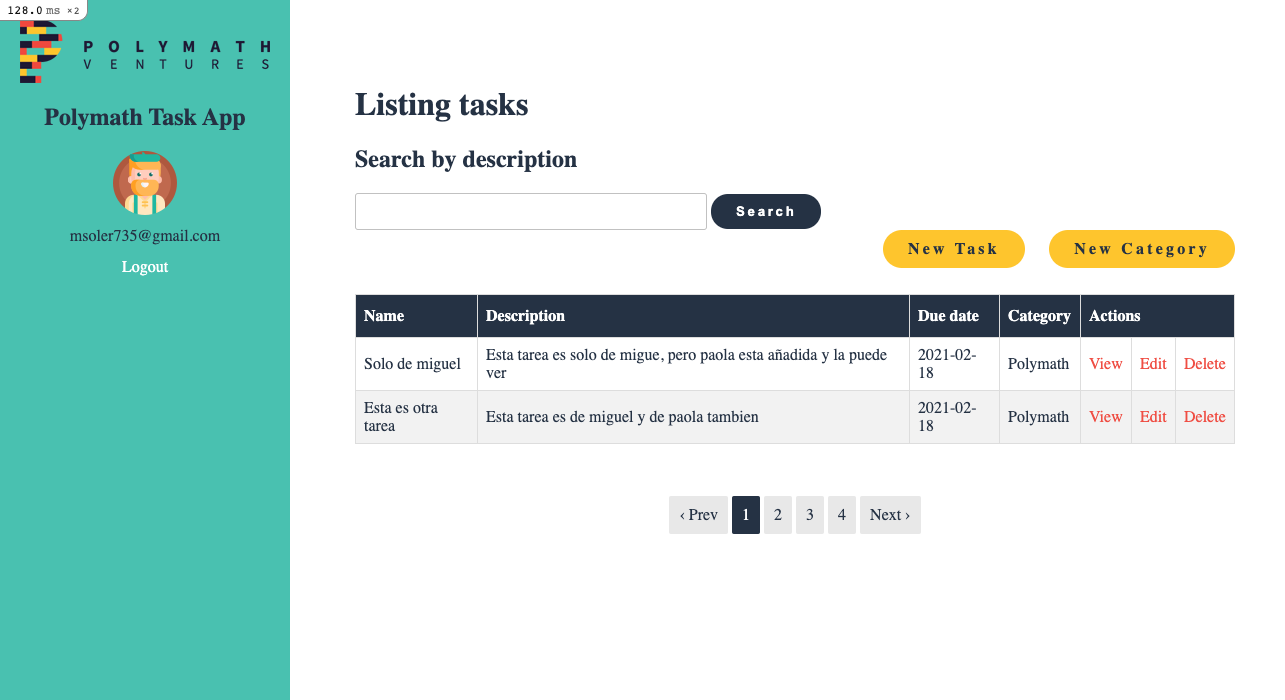 128.0 ms ×2
POLYMATH
VENTURES
Polymath Task App
msoler735@gmail.com
Logout
Listing tasks
Search by description
Search
New Task New Category
Name Description Due date Category Actions
Solo de miguel Esta tarea es solo de migue, pero paola esta añadida y la puede ver 2021-02-18 Polymath View Edit Delete
Esta es otra tarea Esta tarea es de miguel y de paola tambien 2021-02-18 Polymath View Edit Delete
‹ Prev 1 2 3 4 Next ›